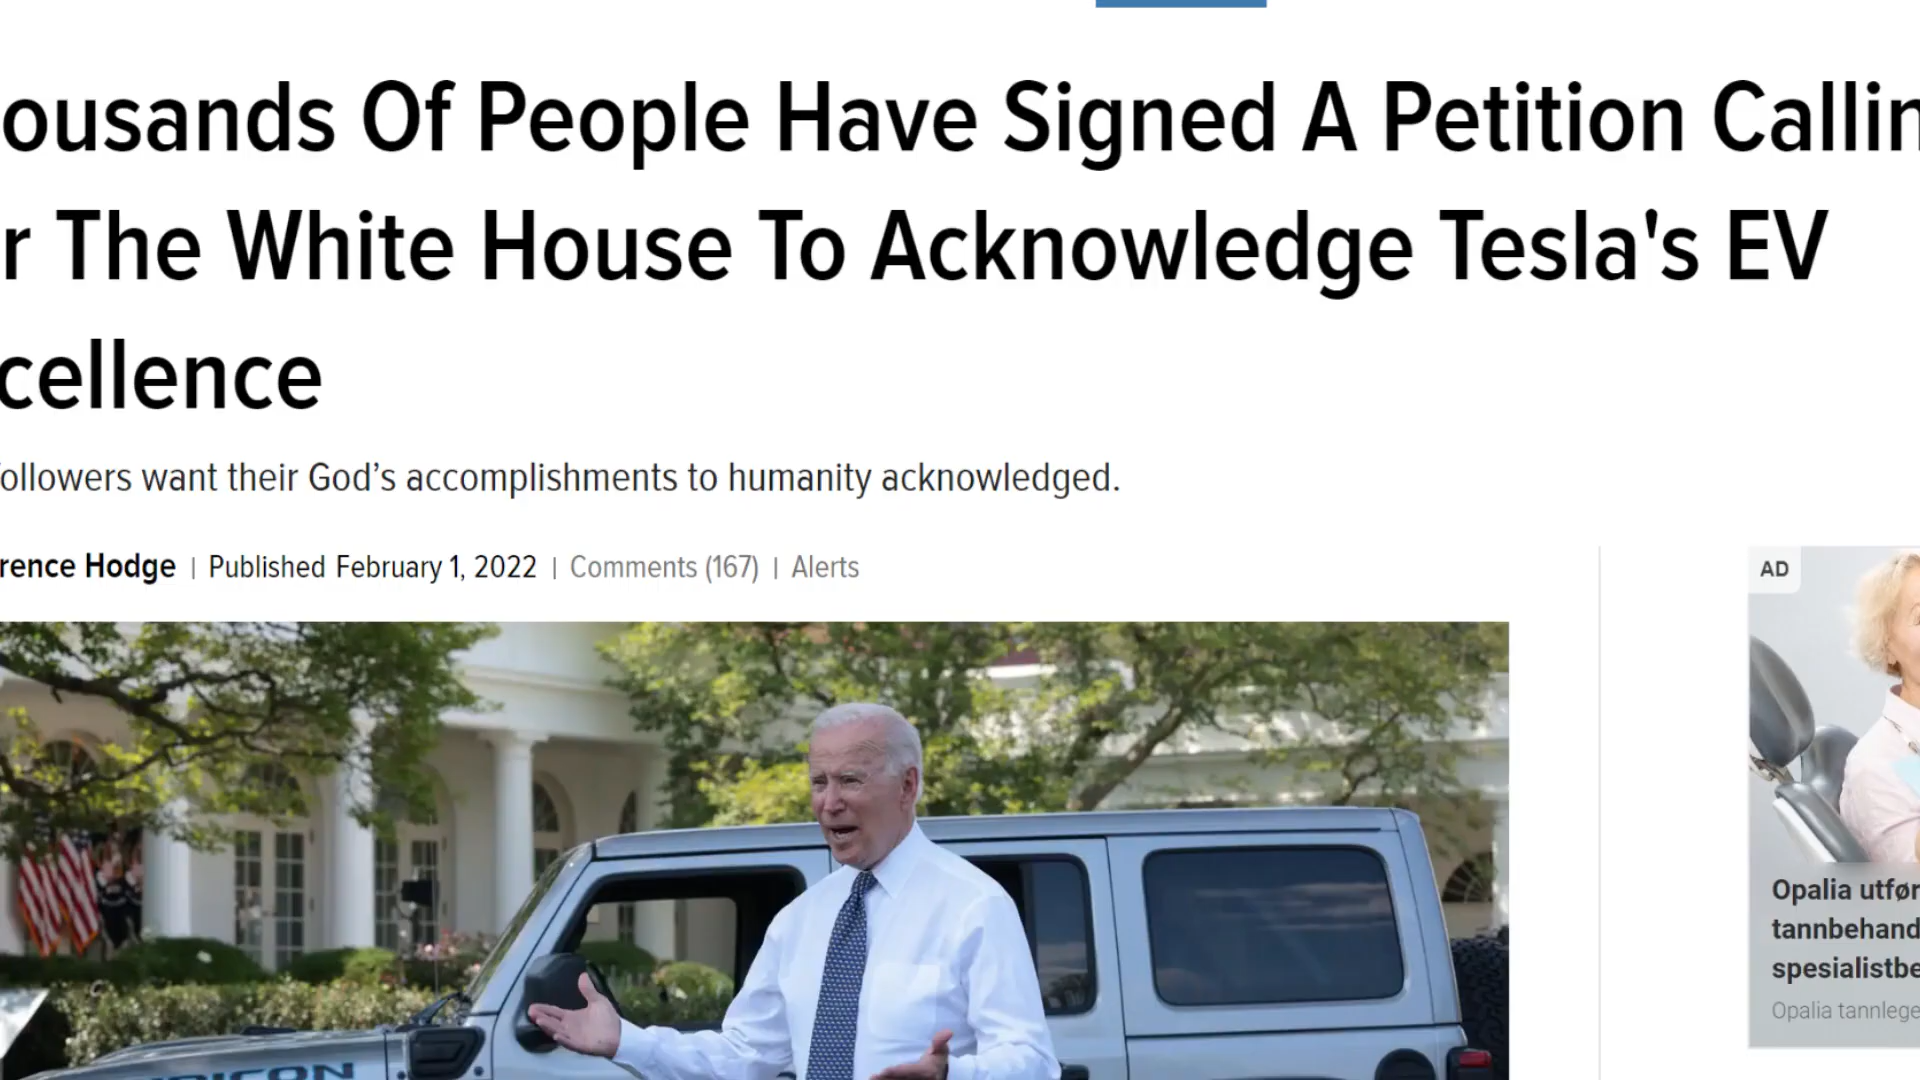 ousands Of People Have Signed A Petition Callin
r The White House To Acknowledge Tesla's EV
cellence
ollowers want their God’s accomplishments to humanity acknowledged.
rence Hodge | Published February 1, 2022 | Comments (167) | Alerts
AD
Opalia utfør
tannbehand
spesialistbe
Opalia tannlege
RUBICON